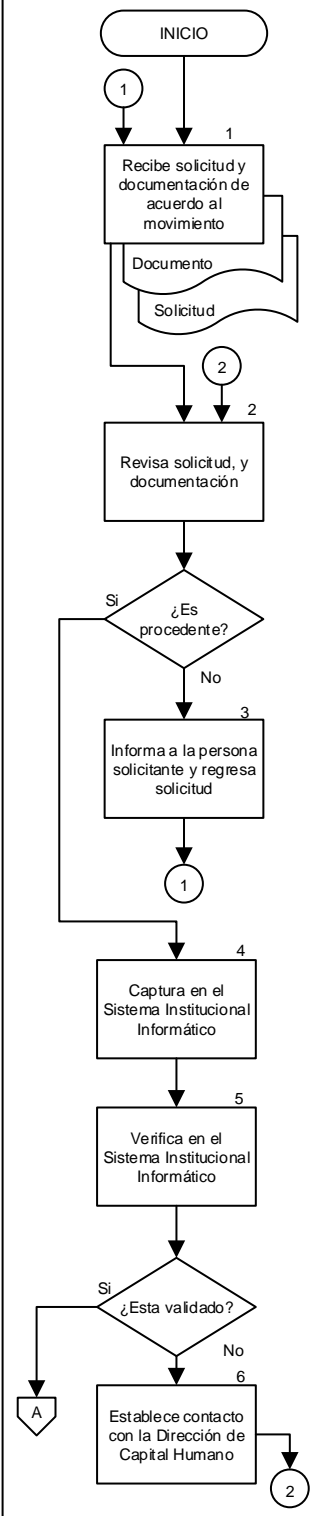 INICIO
1
1
Recibe solicitud y
documentación de
acuerdo al
movimiento
Documento
Solicitud
2
2
Revisa solicitud, y
documentación
Si
¿Es
procedente?
No
3
Informa a la persona
solicitante y regresa
solicitud
1
4
Captura en el
Sistema Institucional
Informático
5
Verifica en el
Sistema Institucional
Informático
Si
¿Esta validado?
No
A
6
Establece contacto
con la Dirección de
Capital Humano
2